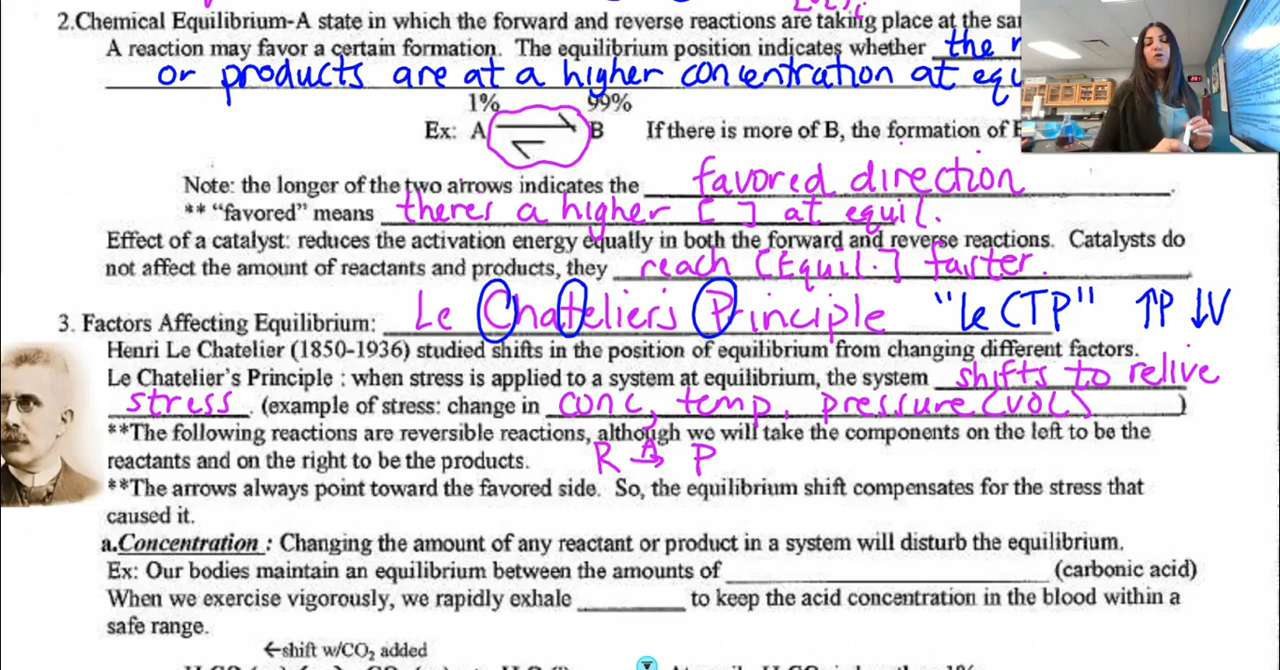 2.Chemical Equilibrium-A state in which the forward and reverse reactions are taking place at the
A reaction may favor a certain formation. The equilibrium position indicates whether the
or products are at a higher concentration at
1% 99%
Ex: A B If there is more of B, the formation of
Note: the longer of the two arrows indicates the favored direction.
** “favored” means theres a higher [ ] at equil.
Effect of a catalyst: reduces the activation energy equally in both the forward and reverse reactions. Catalysts do
not affect the amount of reactants and products, they reach [Equil.] faster.
3. Factors Affecting Equilibrium: Le Chatelier's Principle "Le CTP" ↑P ↓V
Henri Le Chatelier (1850-1936) studied shifts in the position of equilibrium from changing different factors.
Le Chatelier’s Principle : when stress is applied to a system at equilibrium, the system shifts to relive
stress. (example of stress: change in conc, temp, pressure (vol) )
**The following reactions are reversible reactions, although we will take the components on the left to be the
reactants and on the right to be the products. R → P
**The arrows always point toward the favored side. So, the equilibrium shift compensates for the stress that
caused it.
a.Concentration : Changing the amount of any reactant or product in a system will disturb the equilibrium.
Ex: Our bodies maintain an equilibrium between the amounts of ____________ (carbonic acid)
When we exercise vigorously, we rapidly exhale ________ to keep the acid concentration in the blood within a
safe range.
←shift w/CO₂ added